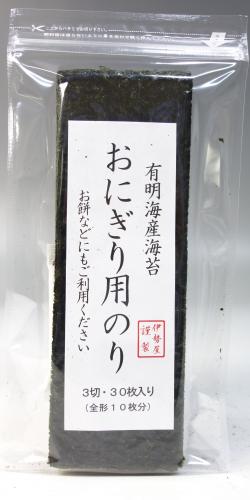 有明海産海苔
おにぎり用のり
お餅などにもご利用ください
伊勢屋
謹製
3切・30枚入り
(全形10枚分)